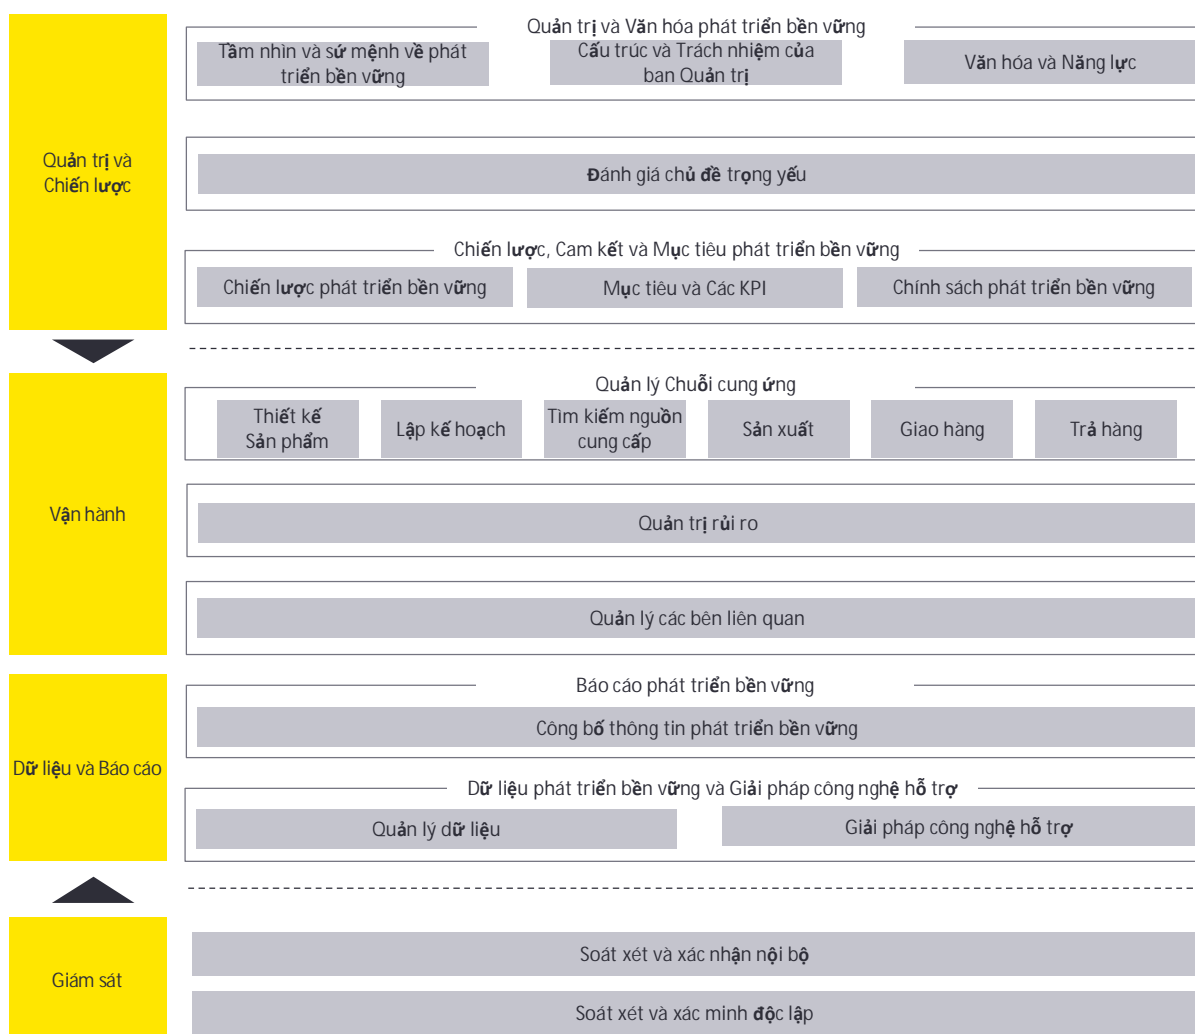 Quản trị và
Chiến lược
Quản trị và Văn hóa phát triển bền vững
Tầm nhìn và sứ mệnh về phát
triển bền vững
Cấu trúc và Trách nhiệm của
ban Quản trị
Văn hóa và Năng lực
Đánh giá chủ đề trọng yếu
Chiến lược, Cam kết và Mục tiêu phát triển bền vững
Chiến lược phát triển bền vững
Mục tiêu và Các KPI
Chính sách phát triển bền vững
Vận hành
Quản lý Chuỗi cung ứng
Thiết kế
Sản phẩm
Lập kế hoạch
Tìm kiếm nguồn
cung cấp
Sản xuất
Giao hàng
Trả hàng
Quản trị rủi ro
Quản lý các bên liên quan
Dữ liệu và Báo cáo
Báo cáo phát triển bền vững
Công bố thông tin phát triển bền vững
Dữ liệu phát triển bền vững và Giải pháp công nghệ hỗ trợ
Quản lý dữ liệu
Giải pháp công nghệ hỗ trợ
Giám sát
Soát xét và xác nhận nội bộ
Soát xét và xác minh độc lập